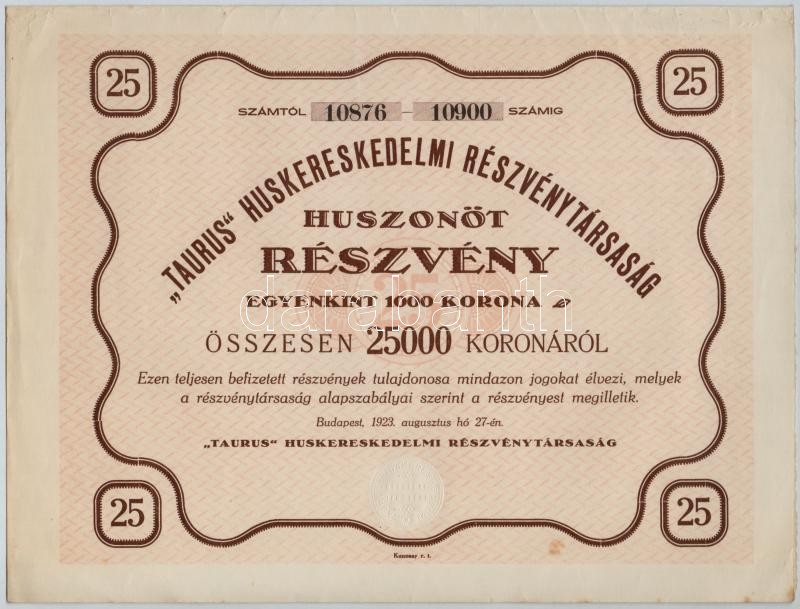 25 25
SZÁMTÓL 10876 — 10900 SZÁMIG
„TAURUS“ HUSKERESKEDELMI RÉSZVÉNYTÁRSASÁG
HUSZONÖT
RÉSZVÉNY
25
EGYENKINT 1000 KORONA
darabanth
ÖSSZESEN 25000 KORONÁRÓL
Ezen teljesen befizetett részvények tulajdonosa mindazon jogokat élvezi, melyek
a részvénytársaság alapszabályai szerint a részvényest megilletik.
Budapest, 1923. augusztus hó 27-én.
„TAURUS“ HUSKERESKEDELMI RÉSZVÉNYTÁRSASÁG
25 25